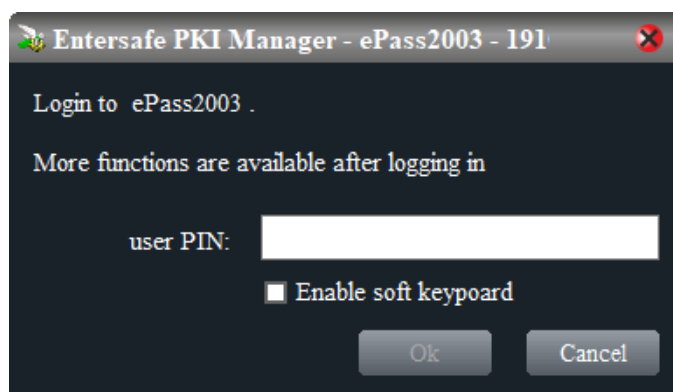 Entersafe PKI Manager - ePass2003 - 191
Login to ePass2003 .
More functions are available after logging in
user PIN:
Enable soft keypoard
Ok
Cancel